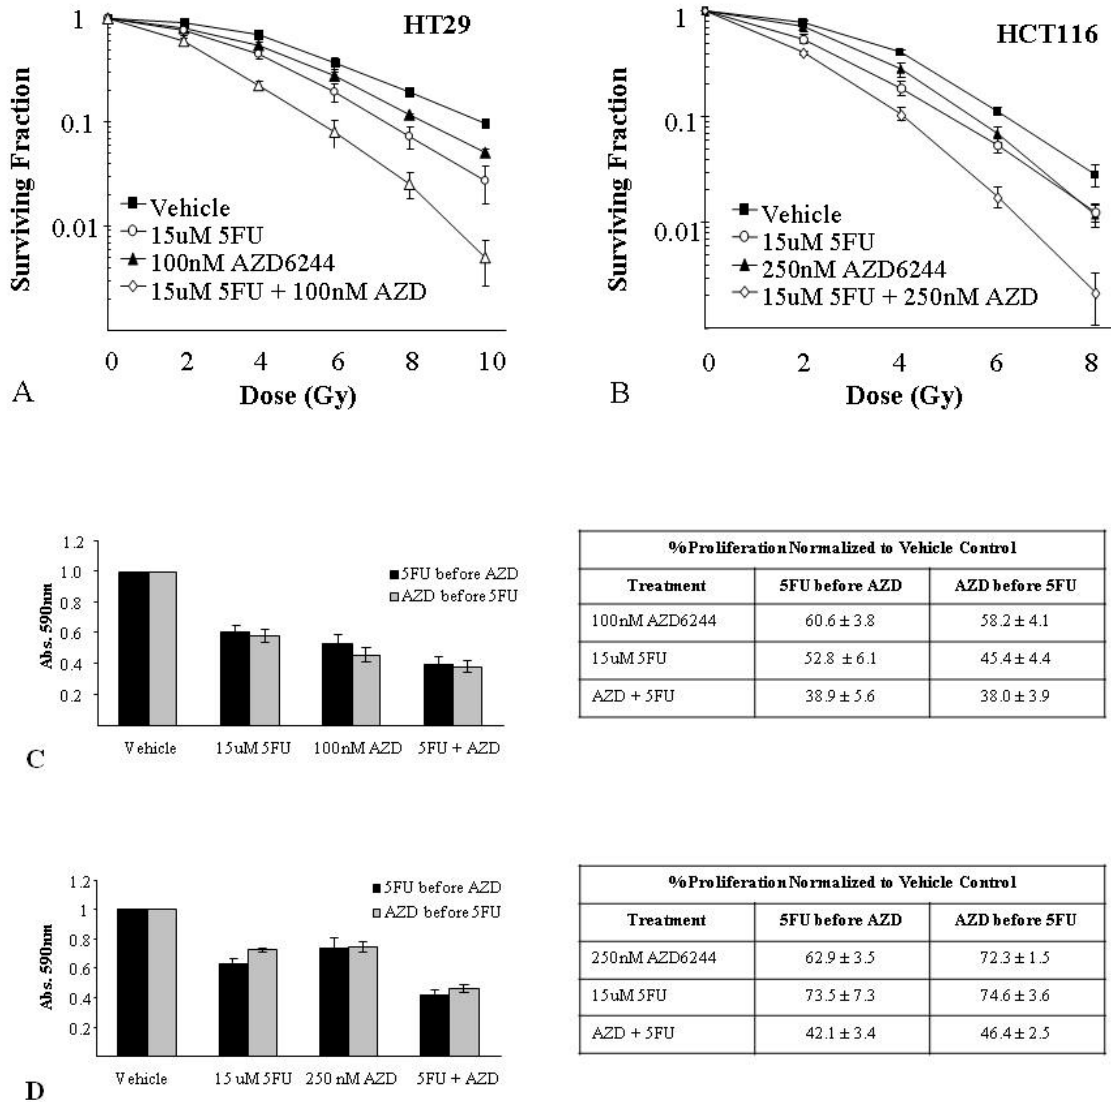 HT29
Surviving Fraction
1
0.1
0.01
Vehicle
15uM 5FU
100nM AZD6244
15uM 5FU + 100nM AZD
0 2 4 6 8 10
Dose (Gy)
A
HCT116
Surviving Fraction
1
0.1
0.01
Vehicle
15uM 5FU
250nM AZD6244
15uM 5FU + 250nM AZD
0 2 4 6 8
Dose (Gy)
B
Abs. 590nm
1.2
1.0
0.8
0.6
0.4
0.2
5FU before AZD
AZD before 5FU
Vehicle 15uM 5FU 100nM AZD 5FU + AZD
C
%Proliferation Normalized to Vehicle Control
Treatment 5FU before AZD AZD before 5FU
100nM AZD6244 60.6 ± 3.8 58.2 ± 4.1
15uM 5FU 52.8 ± 6.1 45.4 ± 4.4
AZD + 5FU 38.9 ± 5.6 38.0 ± 3.9
Abs. 590nm
1.2
1
0.8
0.6
0.4
0.2
5FU before AZD
AZD before 5FU
Vehicle 15 uM 5FU 250 nM AZD 5FU + AZD
D
%Proliferation Normalized to Vehicle Control
Treatment 5FU before AZD AZD before 5FU
250nM AZD6244 62.9 ± 3.5 72.3 ± 1.5
15uM 5FU 73.5 ± 7.3 74.6 ± 3.6
AZD + 5FU 42.1 ± 3.4 46.4 ± 2.5